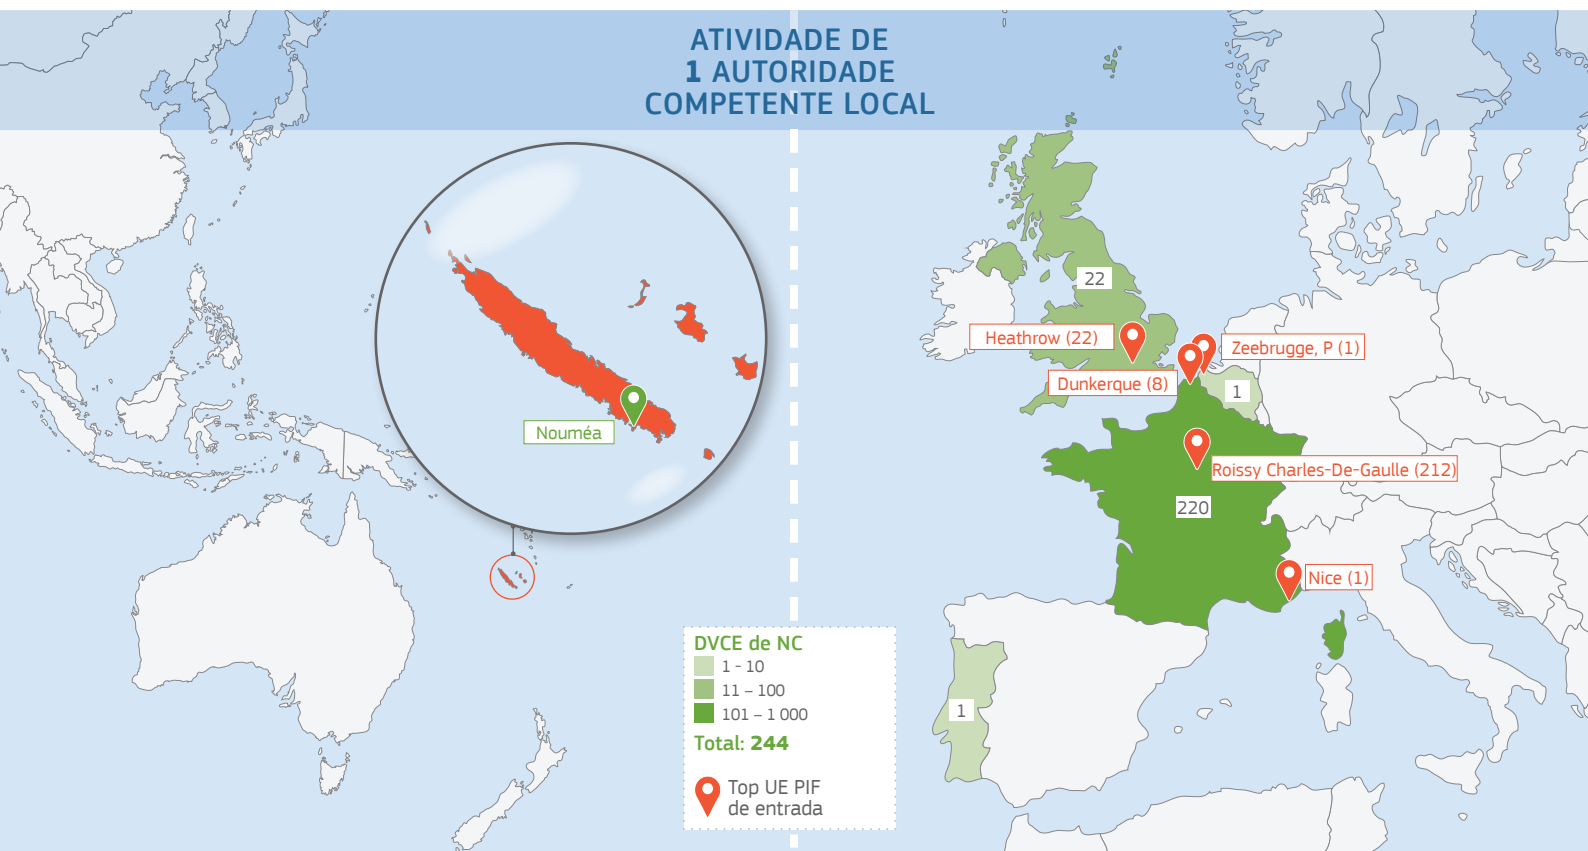 ATIVIDADE DE
1 AUTORIDADE
COMPETENTE LOCAL
Nouméa
22
Heathrow (22)
Zeebrugge, P (1)
Dunkerque (8)
1
Roissy Charles-De-Gaulle (212)
220
Nice (1)
1
DVCE de NC
1 - 10
11 – 100
101 – 1 000
Total: 244
Top UE PIF
de entrada